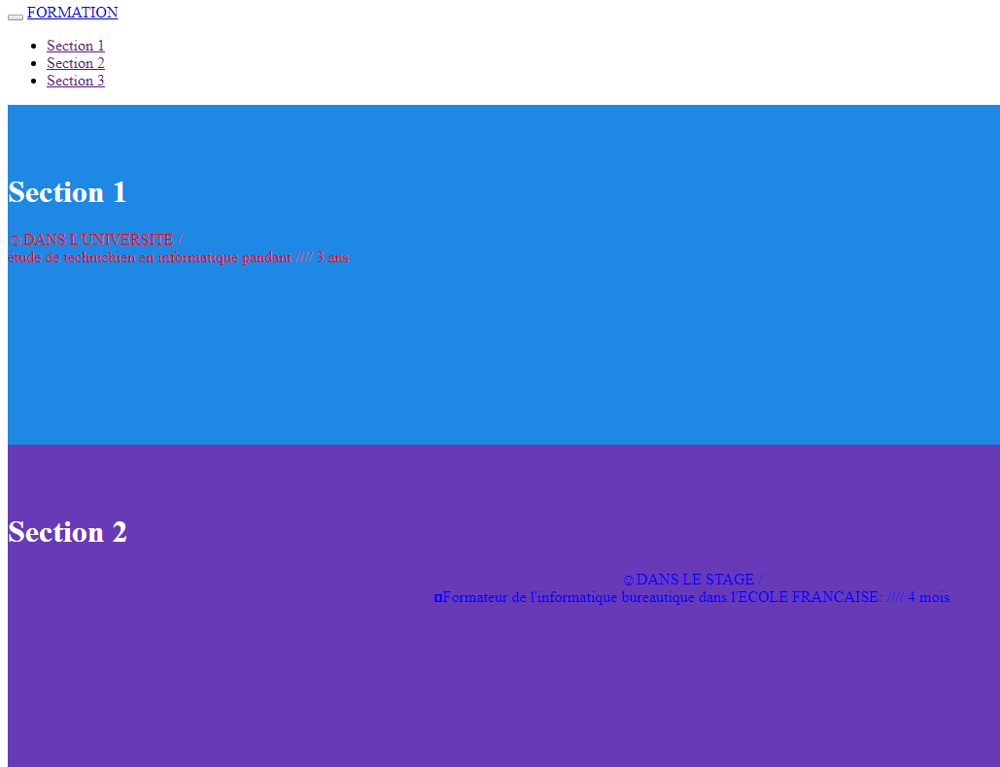 FORMATION
Section 1
Section 2
Section 3
Section 1
☺DANS L'UNIVERSITE /
étude de technichien en informatique pandant //// 3 ans.
Section 2
☺DANS LE STAGE /
◘Formateur de l'informatique bureautique dans l'ECOLE FRANCAISE: //// 4 mois